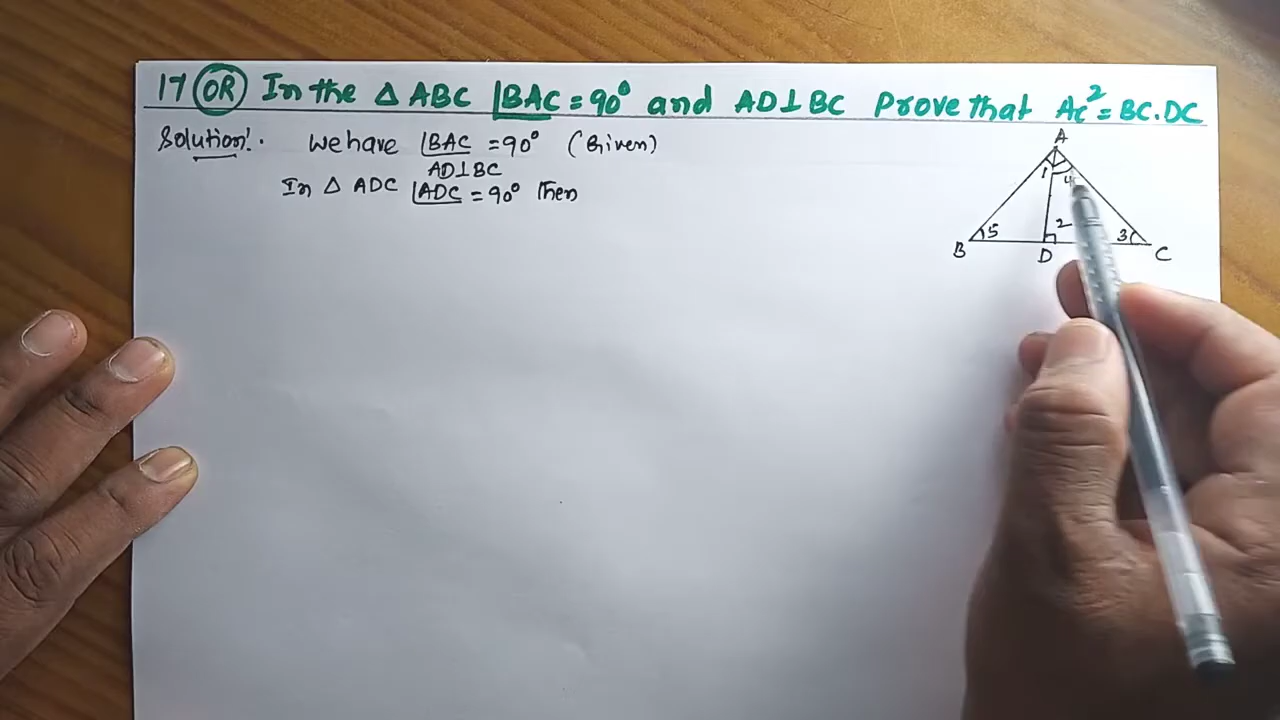 17 OR In the △ ABC ∠BAC = 90° and AD⊥BC Prove that AC² = BC.DC
Solution:. We have ∠BAC = 90° (Given)
AD⊥BC
In △ ADC ∠ADC = 90° Then
A
1 4
5 2 3
B D C